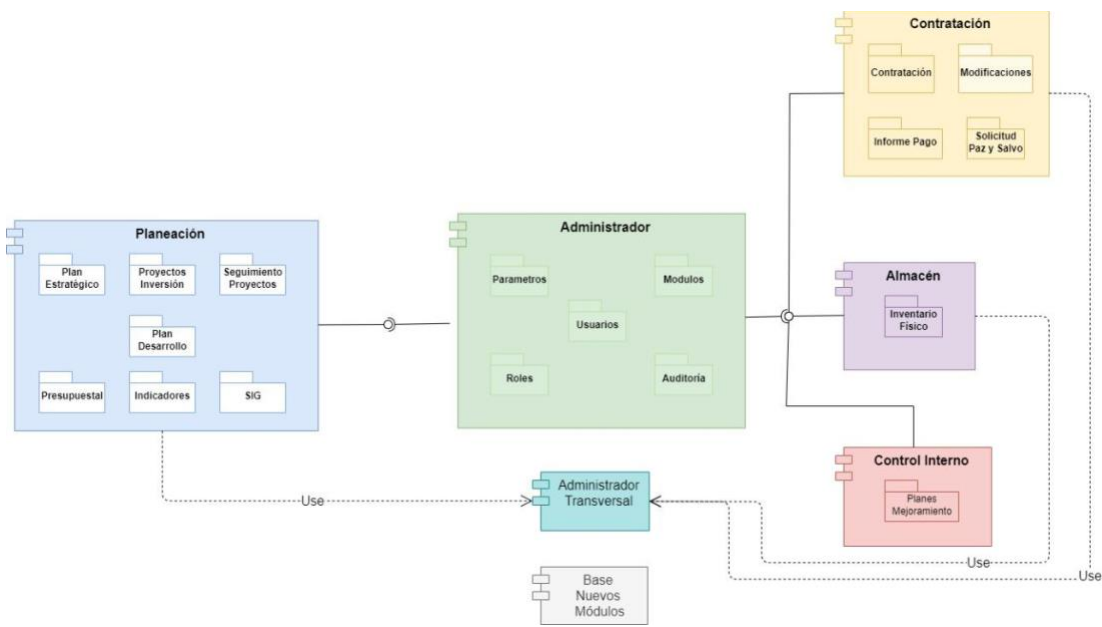 Contratación
Contratación
Modificaciones
Informe Pago
Solicitud
Paz y Salvo
Planeación
Plan
Estratégico
Proyectos
Inversión
Seguimiento
Proyectos
Plan
Desarrollo
Presupuestal
Indicadores
SIG
Administrador
Parametros
Modulos
Usuarios
Roles
Auditoría
Almacén
Inventario
Físico
Control Interno
Planes
Mejoramiento
Administrador
Transversal
Use
Use
Use
Base
Nuevos
Módulos